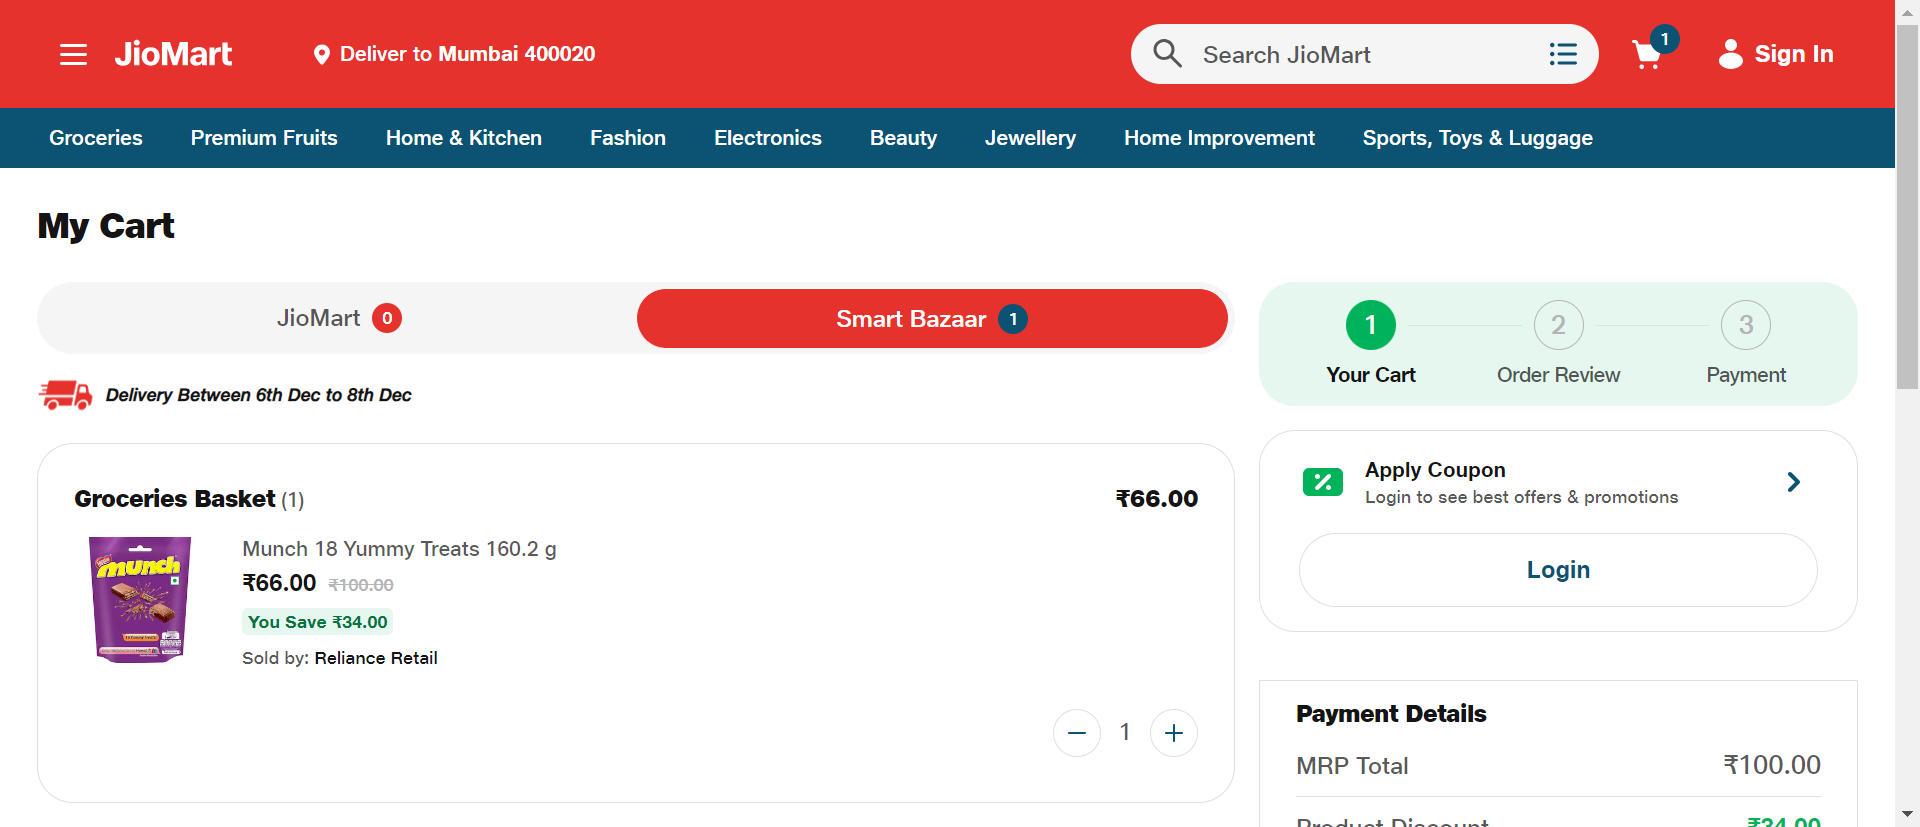 JioMart
Deliver to Mumbai 400020
Search JioMart
1
Sign In
Groceries
Premium Fruits
Home & Kitchen
Fashion
Electronics
Beauty
Jewellery
Home Improvement
Sports, Toys & Luggage
My Cart
JioMart 0
Smart Bazaar 1
Delivery Between 6th Dec to 8th Dec
Groceries Basket (1)
₹66.00
munch
Munch 18 Yummy Treats 160.2 g
₹66.00 ₹100.00
You Save ₹34.00
Sold by: Reliance Retail
1
1
2
3
Your Cart
Order Review
Payment
Apply Coupon
Login to see best offers & promotions
Login
Payment Details
MRP Total
₹100.00
Product Discount
₹34.00